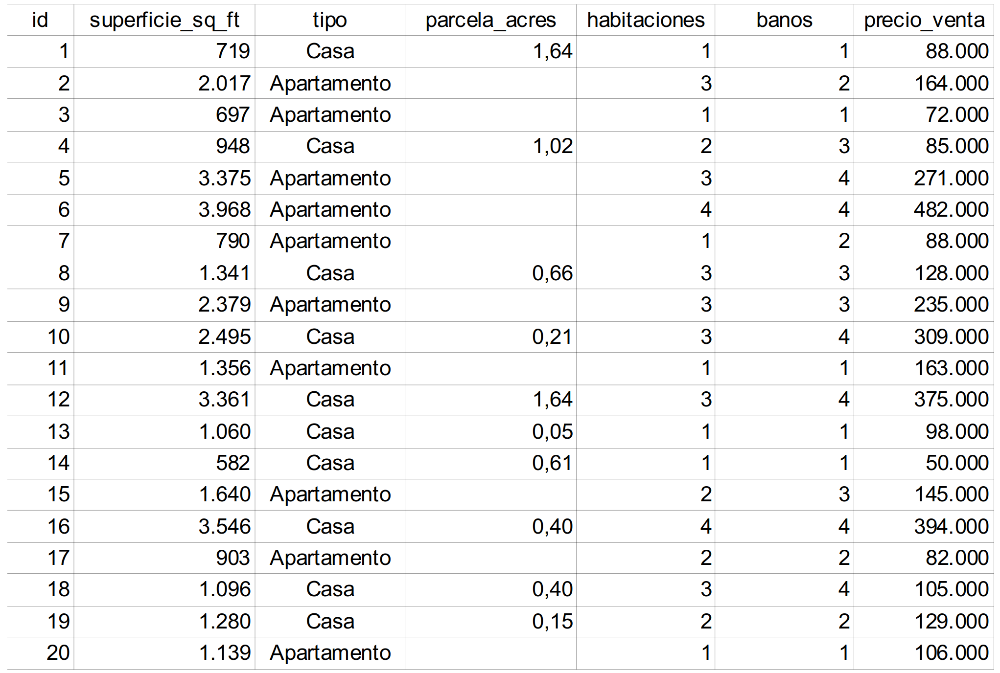 id superficie_sq_ft tipo parcela_acres habitaciones banos precio_venta
1 719 Casa 1,64 1 1 88.000
2 2.017 Apartamento 3 2 164.000
3 697 Apartamento 1 1 72.000
4 948 Casa 1,02 2 3 85.000
5 3.375 Apartamento 3 4 271.000
6 3.968 Apartamento 4 4 482.000
7 790 Apartamento 1 2 88.000
8 1.341 Casa 0,66 3 3 128.000
9 2.379 Apartamento 3 3 235.000
10 2.495 Casa 0,21 3 4 309.000
11 1.356 Apartamento 1 1 163.000
12 3.361 Casa 1,64 3 4 375.000
13 1.060 Casa 0,05 1 1 98.000
14 582 Casa 0,61 1 1 50.000
15 1.640 Apartamento 2 3 145.000
16 3.546 Casa 0,40 4 4 394.000
17 903 Apartamento 2 2 82.000
18 1.096 Casa 0,40 3 4 105.000
19 1.280 Casa 0,15 2 2 129.000
20 1.139 Apartamento 1 1 106.000